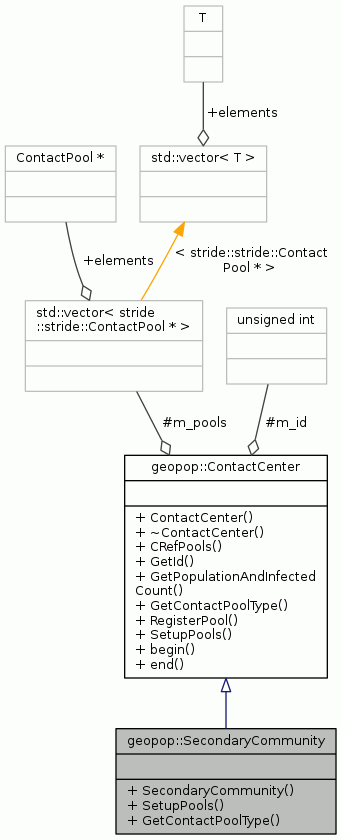 T
+elements
ContactPool *
std::vector< T >
+elements
< stride::stride::Contact
Pool * >
std::vector< stride
::stride::ContactPool * >
unsigned int
#m_pools
#m_id
geopop::ContactCenter
+ ContactCenter()
+ ~ContactCenter()
+ CRefPools()
+ GetId()
+ GetPopulationAndInfected
Count()
+ GetContactPoolType()
+ RegisterPool()
+ SetupPools()
+ begin()
+ end()
geopop::SecondaryCommunity
+ SecondaryCommunity()
+ SetupPools()
+ GetContactPoolType()